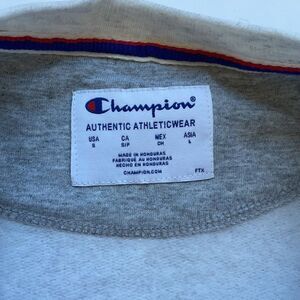 Champion®
AUTHENTIC ATHLETICWEAR
USA CA MEX ASIA
S S/P CH L
MADE IN HONDURAS
FABRIQUÉ AU HONDURAS
HECHO EN HONDURAS
CHAMPION.COM FTX